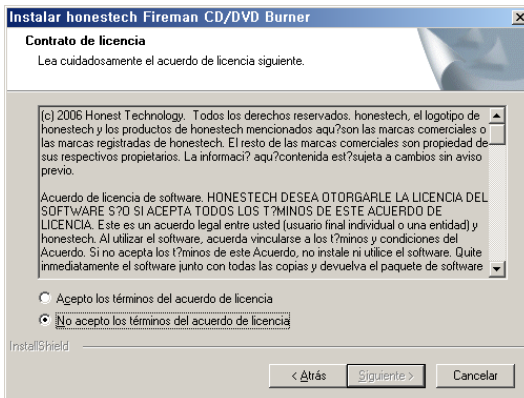 Instalar honestech Fireman CD/DVD Burner
Contrato de licencia
Lea cuidadosamente el acuerdo de licencia siguiente.
(c) 2006 Honest Technology.  Todos los derechos reservados. honestech, el logotipo de
honestech y los productos de honestech mencionados aqu?son las marcas comerciales o
las marcas registradas de honestech. El resto de las marcas comerciales son propiedad de
sus respectivos propietarios. La informaci? aqu?contenida est?sujeta a cambios sin aviso
previo.
Acuerdo de licencia de software. HONESTECH DESEA OTORGARLE LA LICENCIA DEL
SOFTWARE S?O SI ACEPTA TODOS LOS T?MINOS DE ESTE ACUERDO DE
LICENCIA. Este es un acuerdo legal entre usted (usuario final individual o una entidad) y
honestech. Al utilizar el software, acuerda vincularse a los t?minos y condiciones del
Acuerdo. Si no acepta los t?minos de este Acuerdo, no instale ni utilice el software. Quite
inmediatamente el software junto con todas las copias y devuelva el paquete de software
Acepto los términos del acuerdo de licencia
No acepto los términos del acuerdo de licencia
InstallShield
< Atrás
Siguiente >
Cancelar